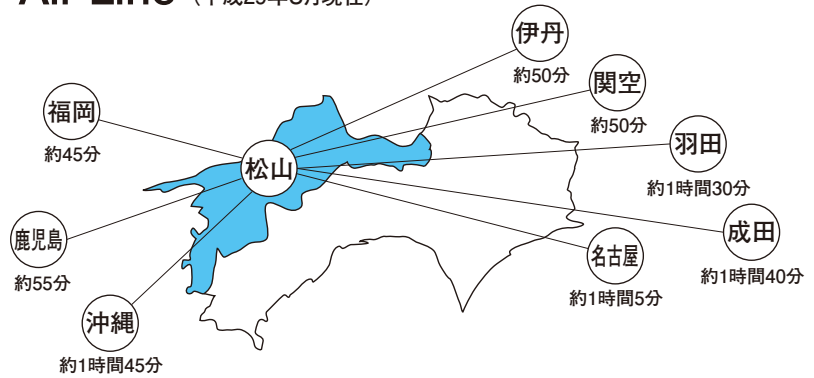 伊丹
約50分
関空
約50分
福岡
約45分
羽田
約1時間30分
松山
鹿児島
約55分
成田
約1時間40分
名古屋
約1時間5分
沖縄
約1時間45分